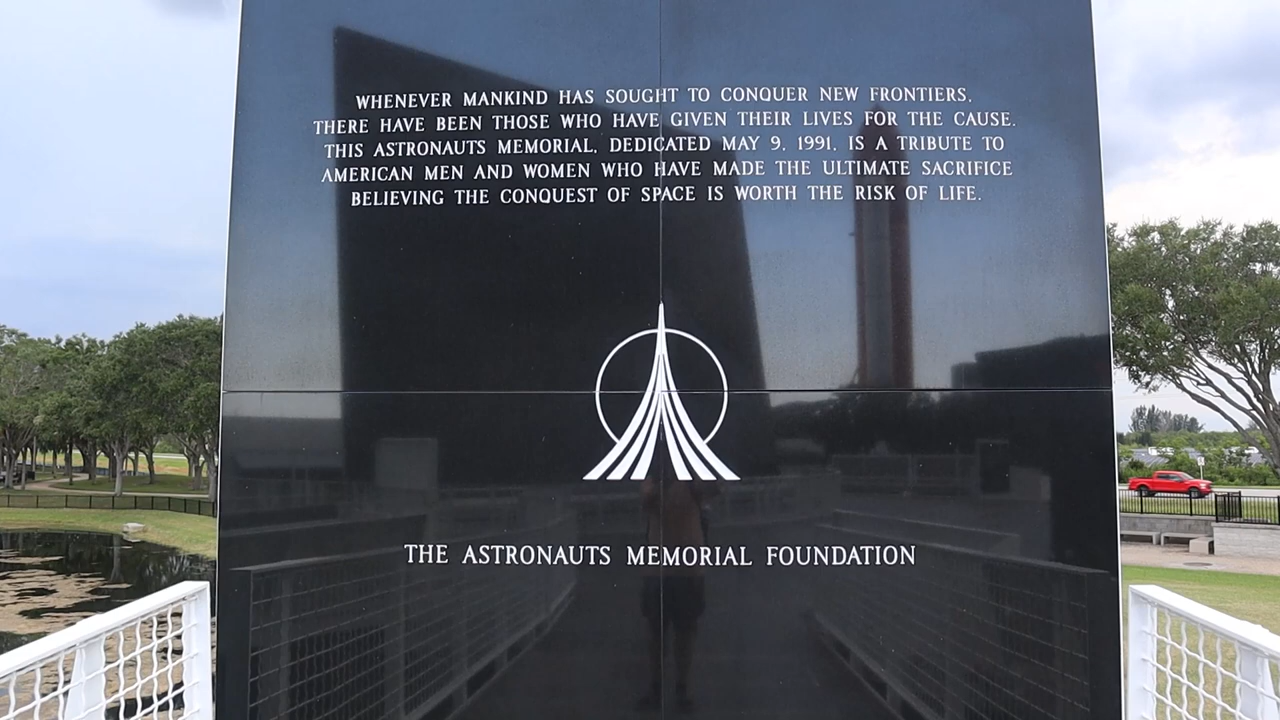 WHENEVER MANKIND HAS SOUGHT TO CONQUER NEW FRONTIERS,
THERE HAVE BEEN THOSE WHO HAVE GIVEN THEIR LIVES FOR THE CAUSE.
THIS ASTRONAUTS MEMORIAL, DEDICATED MAY 9, 1991, IS A TRIBUTE TO
AMERICAN MEN AND WOMEN WHO HAVE MADE THE ULTIMATE SACRIFICE
BELIEVING THE CONQUEST OF SPACE IS WORTH THE RISK OF LIFE.
THE ASTRONAUTS MEMORIAL FOUNDATION